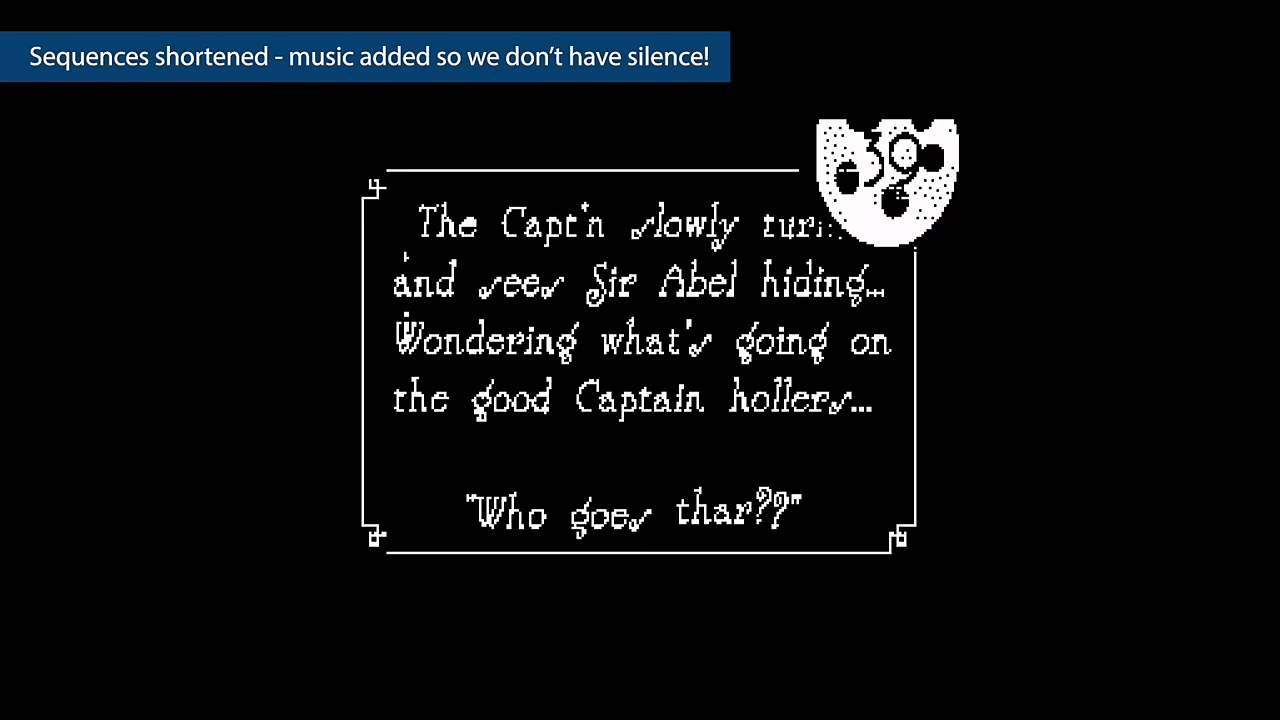 Sequences shortened - music added so we don't have silence!
39
The Capt'n slowly
and sees Sir Abel hiding...
Wondering what's going on
the good Captain hollers...
"Who goes thar??"